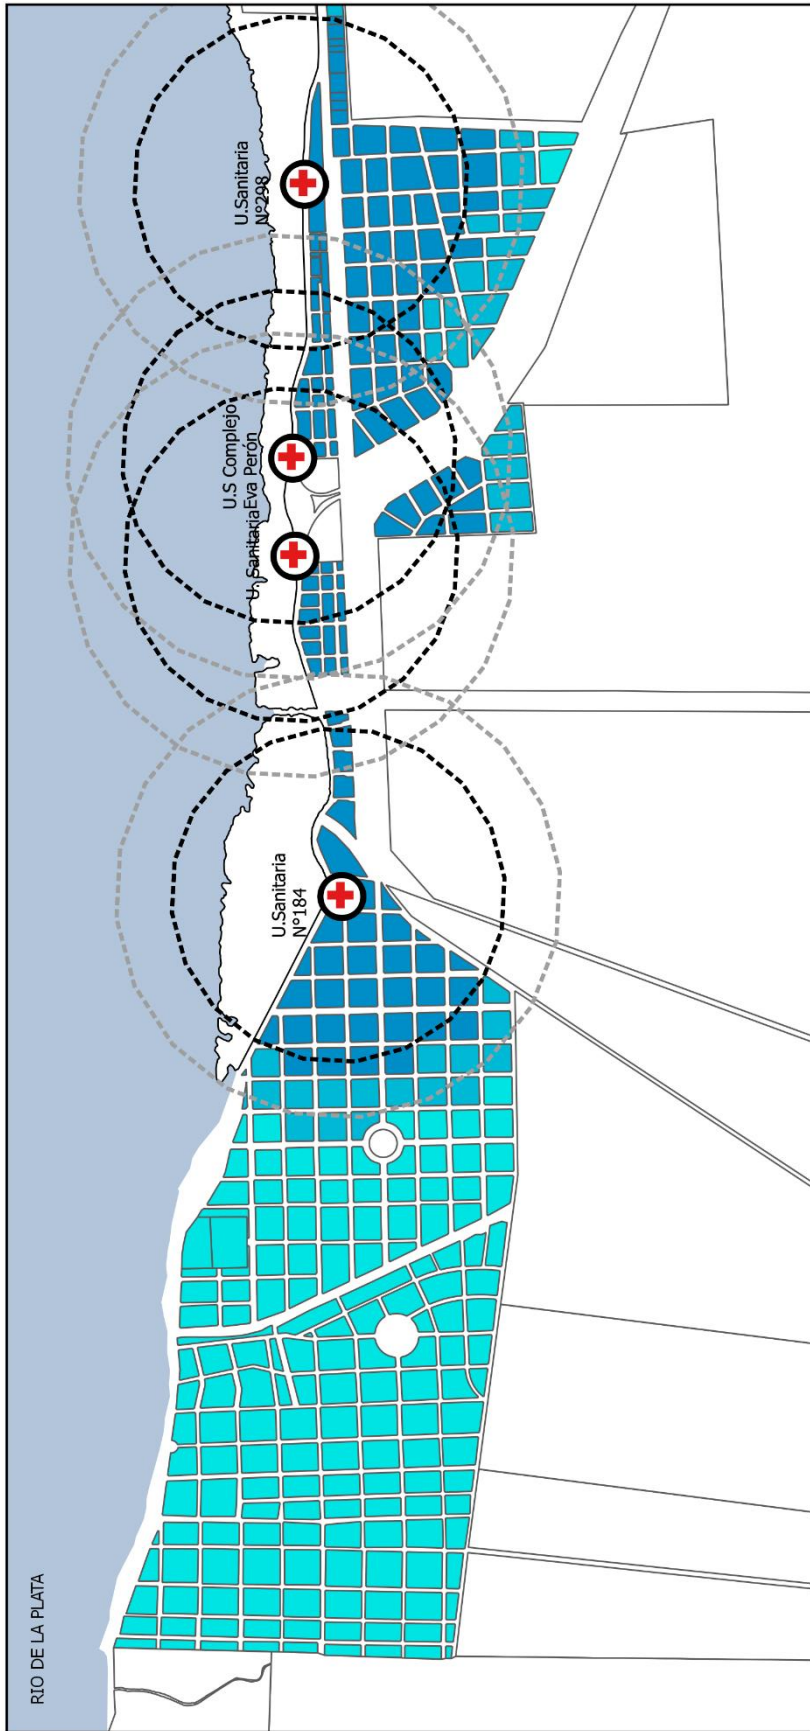 U.Sanitaria
N°298
U.S Complejo
Eva Perón
U. Sanitaria
U.Sanitaria
N°184
RIO DE LA PLATA